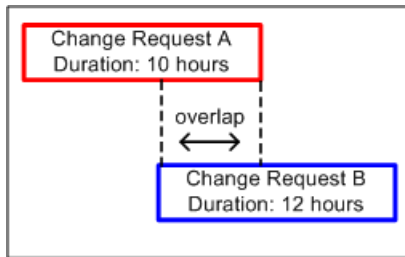 Change Request A
Duration: 10 hours
overlap
Change Request B
Duration: 12 hours